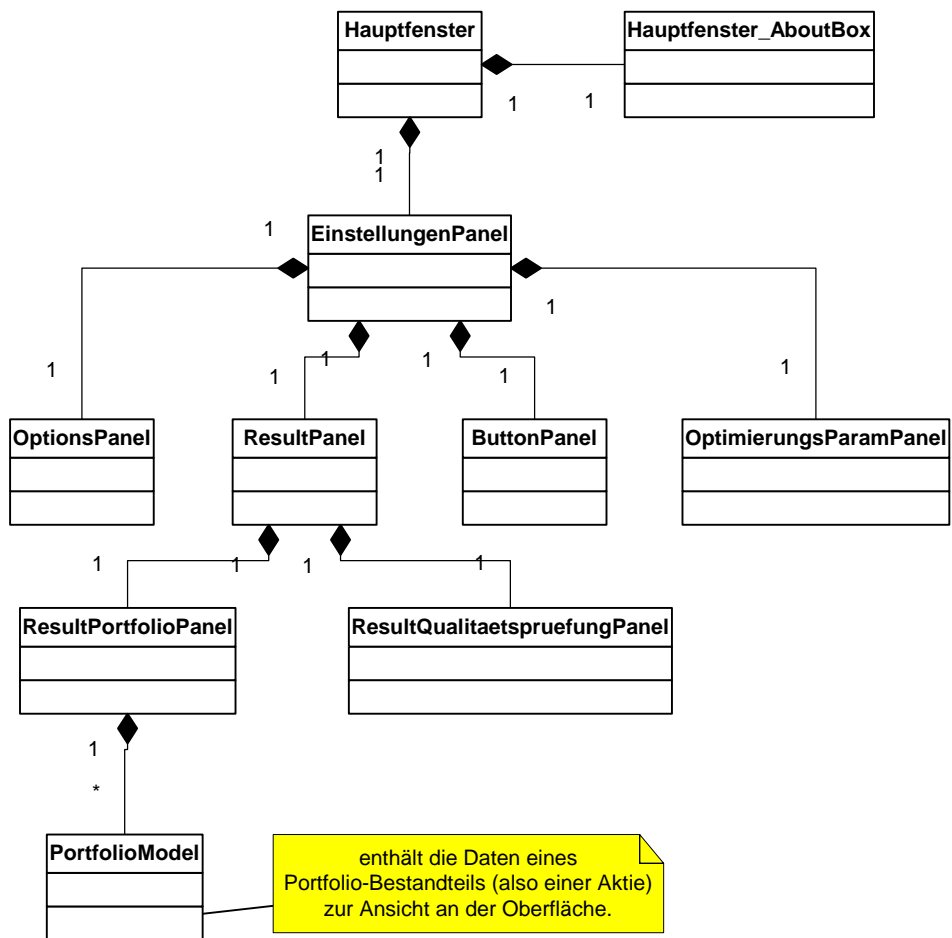 Hauptfenster
Hauptfenster_AboutBox
1
1
1
1
1
EinstellungenPanel
1
1
1
1
1
1
1
1
OptionsPanel
ResultPanel
ButtonPanel
OptimierungsParamPanel
1
1
1
1
ResultPortfolioPanel
ResultQualitaetspruefungPanel
1
*
PortfolioModel
enthält die Daten eines
Portfolio-Bestandteils (also einer Aktie)
zur Ansicht an der Oberfläche.